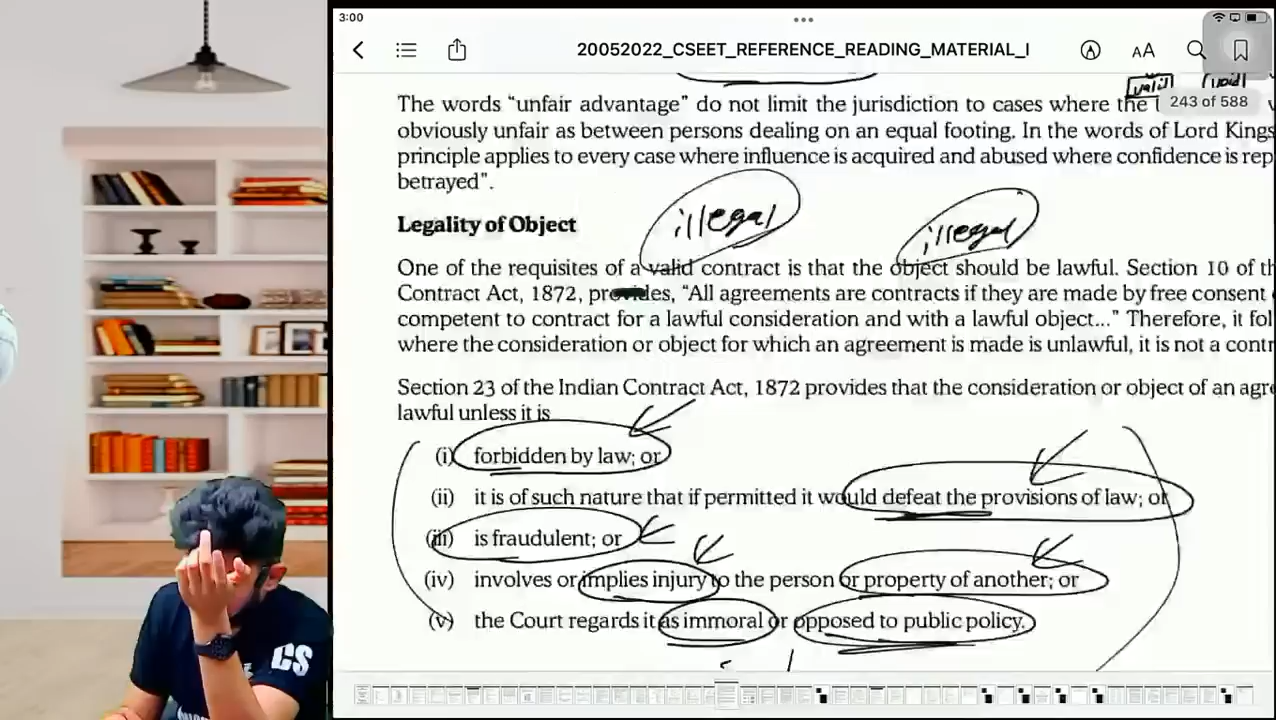 3:00
20052022_CSEET_REFERENCE_READING_MATERIAL_I
AA
valid void
243 of 588
The words “unfair advantage” do not limit the jurisdiction to cases where the
obviously unfair as between persons dealing on an equal footing. In the words of Lord Kings
principle applies to every case where influence is acquired and abused where confidence is rep
betrayed”.
illegal illegal
Legality of Object
One of the requisites of a valid contract is that the object should be lawful. Section 10 of th
Contract Act, 1872, provides, “All agreements are contracts if they are made by free consent
competent to contract for a lawful consideration and with a lawful object...” Therefore, it fol
where the consideration or object for which an agreement is made is unlawful, it is not a contr
Section 23 of the Indian Contract Act, 1872 provides that the consideration or object of an agre
lawful unless it is
(i) forbidden by law; or
(ii) it is of such nature that if permitted it would defeat the provisions of law; or
(iii) is fraudulent; or
(iv) involves or implies injury to the person or property of another; or
(v) the Court regards it as immoral or opposed to public policy.
CS